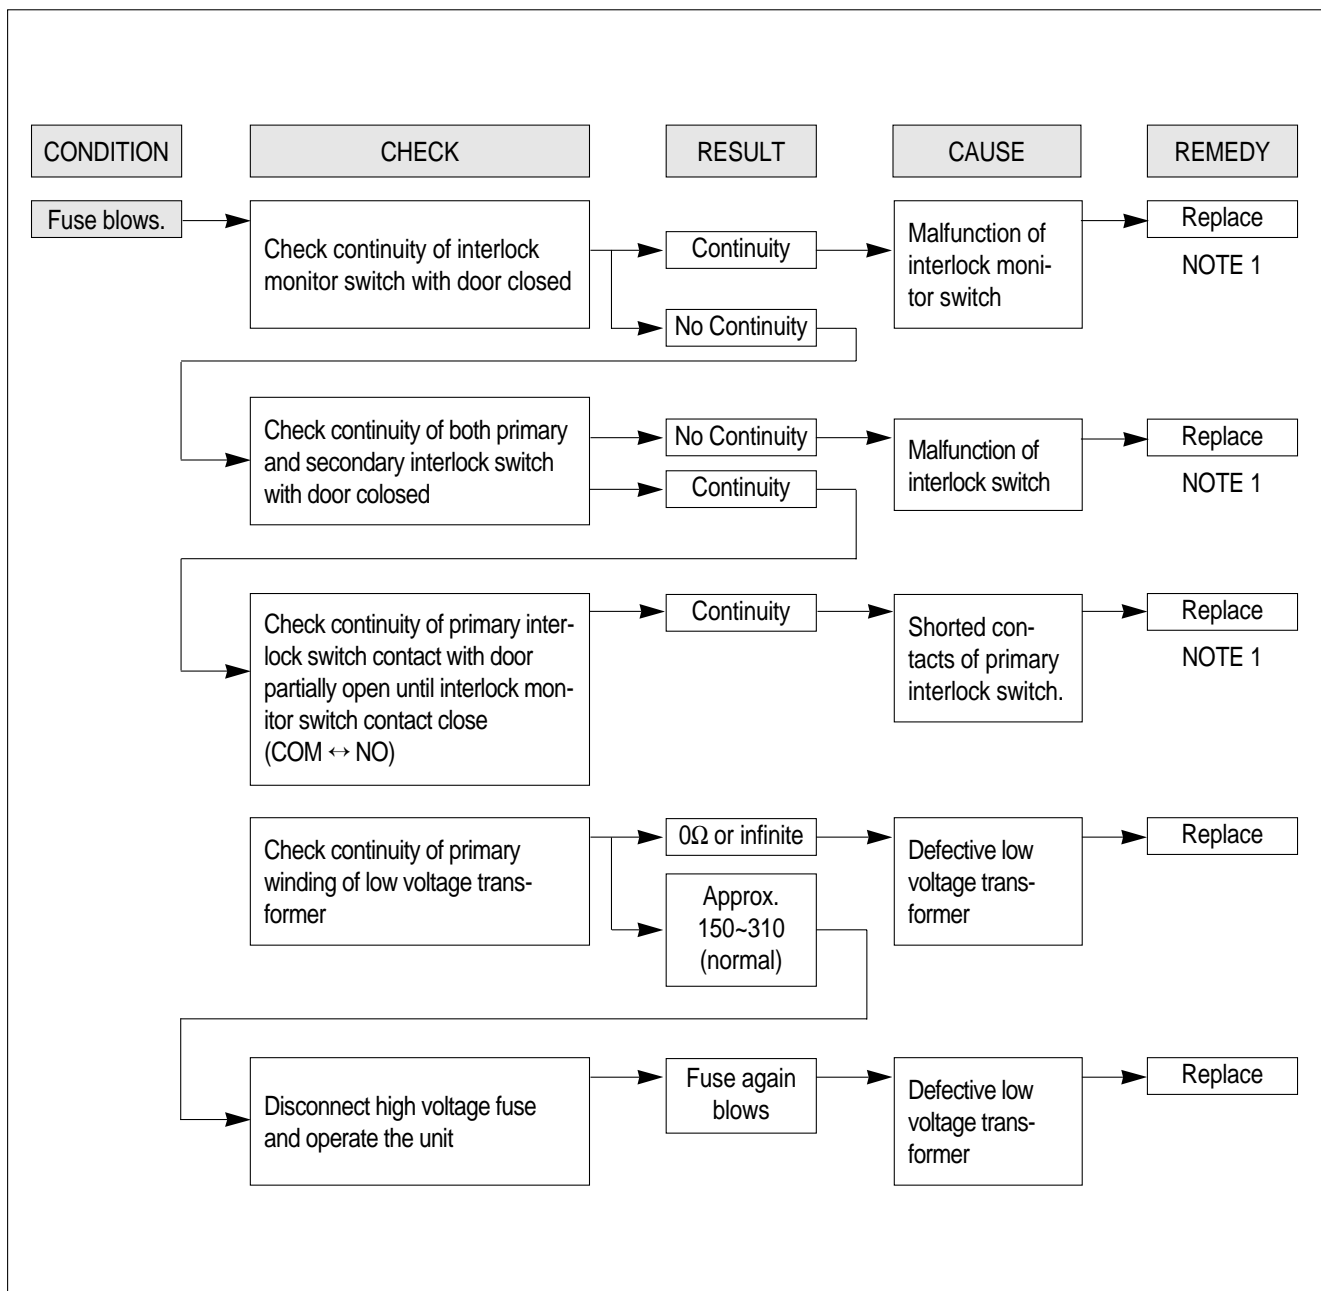 CONDITION
CHECK
RESULT
CAUSE
REMEDY
Fuse blows.
Check continuity of interlock
monitor switch with door closed
Continuity
Malfunction of
interlock moni-
tor switch
Replace
NOTE 1
No Continuity
Check continuity of both primary
and secondary interlock switch
with door colosed
No Continuity
Malfunction of
interlock switch
Replace
NOTE 1
Continuity
Check continuity of primary inter-
lock switch contact with door
partially open until interlock mon-
itor switch contact close
(COM ↔ NO)
Continuity
Shorted con-
tacts of primary
interlock switch.
Replace
NOTE 1
Check continuity of primary
winding of low voltage trans-
former
0Ω or infinite
Defective low
voltage trans-
former
Replace
Approx.
150~310
(normal)
Disconnect high voltage fuse
and operate the unit
Fuse again
blows
Defective low
voltage trans-
former
Replace